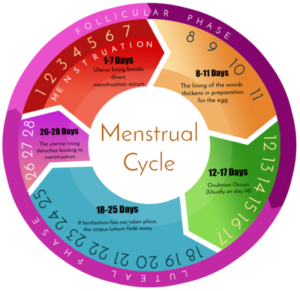 FOLLICULAR PHASE
1 2 3 4 5 6 7
MENSTRUATION
1-7 Days
Uterus lining breaks
down,
menstruation occurs
8 9 10 11
8-11 Days
The lining of the womb
thickens in preparation
for the egg
12 13 14 15 16 17
12-17 Days
Ovulation Occurs
(Usually on day 14)
18 19 20 21 22 23 24 25
18-25 Days
If fertilisation has not taken place,
the corpus luteum fade away
26 27 28
26-28 Days
The uterine lining
detaches leading to
menstruation
LUTEAL PHASE
Menstrual
Cycle